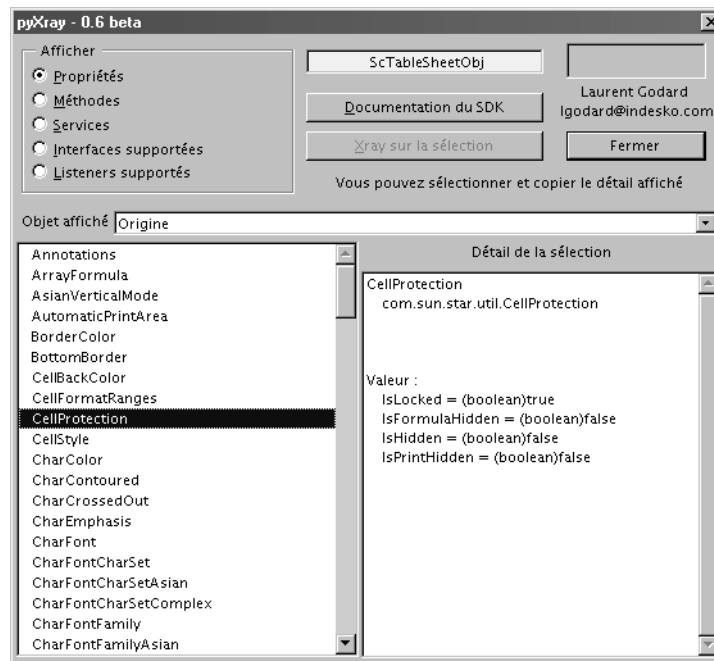 pyXray - 0.6 beta
Afficher
Propriétés
Méthodes
Services
Interfaces supportées
Listeners supportés
ScTableSheetObj
Documentation du SDK
Xray sur la sélection
Laurent Godard
lgodard@indesko.com
Fermer
Vous pouvez sélectionner et copier le détail affiché
Objet affiché Origine
Annotations
ArrayFormula
AsianVerticalMode
AutomaticPrintArea
BorderColor
BottomBorder
CellBackColor
CellFormatRanges
CellProtection
CellStyle
CharColor
CharContoured
CharCrossedOut
CharEmphasis
CharFont
CharFontCharSet
CharFontCharSetAsian
CharFontCharSetComplex
CharFontFamily
CharFontFamilyAsian
Détail de la sélection
CellProtection
com.sun.star.util.CellProtection
Valeur :
IsLocked = (boolean)true
IsFormulaHidden = (boolean)false
IsHidden = (boolean)false
IsPrintHidden = (boolean)false